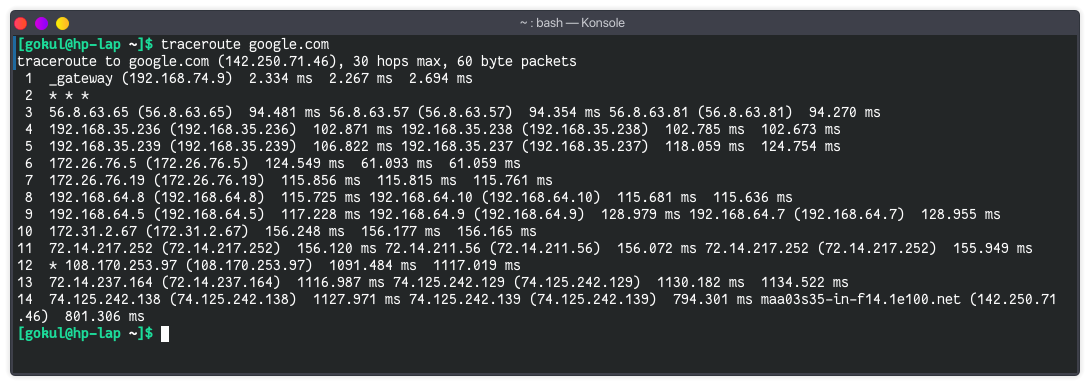 ~ : bash — Konsole
[gokul@hp-lap ~]$ traceroute google.com
traceroute to google.com (142.250.71.46), 30 hops max, 60 byte packets
 1  _gateway (192.168.74.9)  2.334 ms  2.267 ms  2.694 ms
 2  * * *
 3  56.8.63.65 (56.8.63.65)  94.481 ms 56.8.63.57 (56.8.63.57)  94.354 ms 56.8.63.81 (56.8.63.81)  94.270 ms
 4  192.168.35.236 (192.168.35.236)  102.871 ms 192.168.35.238 (192.168.35.238)  102.785 ms  102.673 ms
 5  192.168.35.239 (192.168.35.239)  106.822 ms 192.168.35.237 (192.168.35.237)  118.059 ms  124.754 ms
 6  172.26.76.5 (172.26.76.5)  124.549 ms  61.093 ms  61.059 ms
 7  172.26.76.19 (172.26.76.19)  115.856 ms  115.815 ms  115.761 ms
 8  192.168.64.8 (192.168.64.8)  115.725 ms 192.168.64.10 (192.168.64.10)  115.681 ms  115.636 ms
 9  192.168.64.5 (192.168.64.5)  117.228 ms 192.168.64.9 (192.168.64.9)  128.979 ms 192.168.64.7 (192.168.64.7)  128.955 ms
10  172.31.2.67 (172.31.2.67)  156.248 ms  156.177 ms  156.165 ms
11  72.14.217.252 (72.14.217.252)  156.120 ms 72.14.211.56 (72.14.211.56)  156.072 ms 72.14.217.252 (72.14.217.252)  155.949 ms
12  * 108.170.253.97 (108.170.253.97)  1091.484 ms  1117.019 ms
13  72.14.237.164 (72.14.237.164)  1116.987 ms 74.125.242.129 (74.125.242.129)  1130.182 ms  1134.522 ms
14  74.125.242.138 (74.125.242.138)  1127.971 ms 74.125.242.139 (74.125.242.139)  794.301 ms maa03s35-in-f14.1e100.net (142.250.71
.46)  801.306 ms
[gokul@hp-lap ~]$